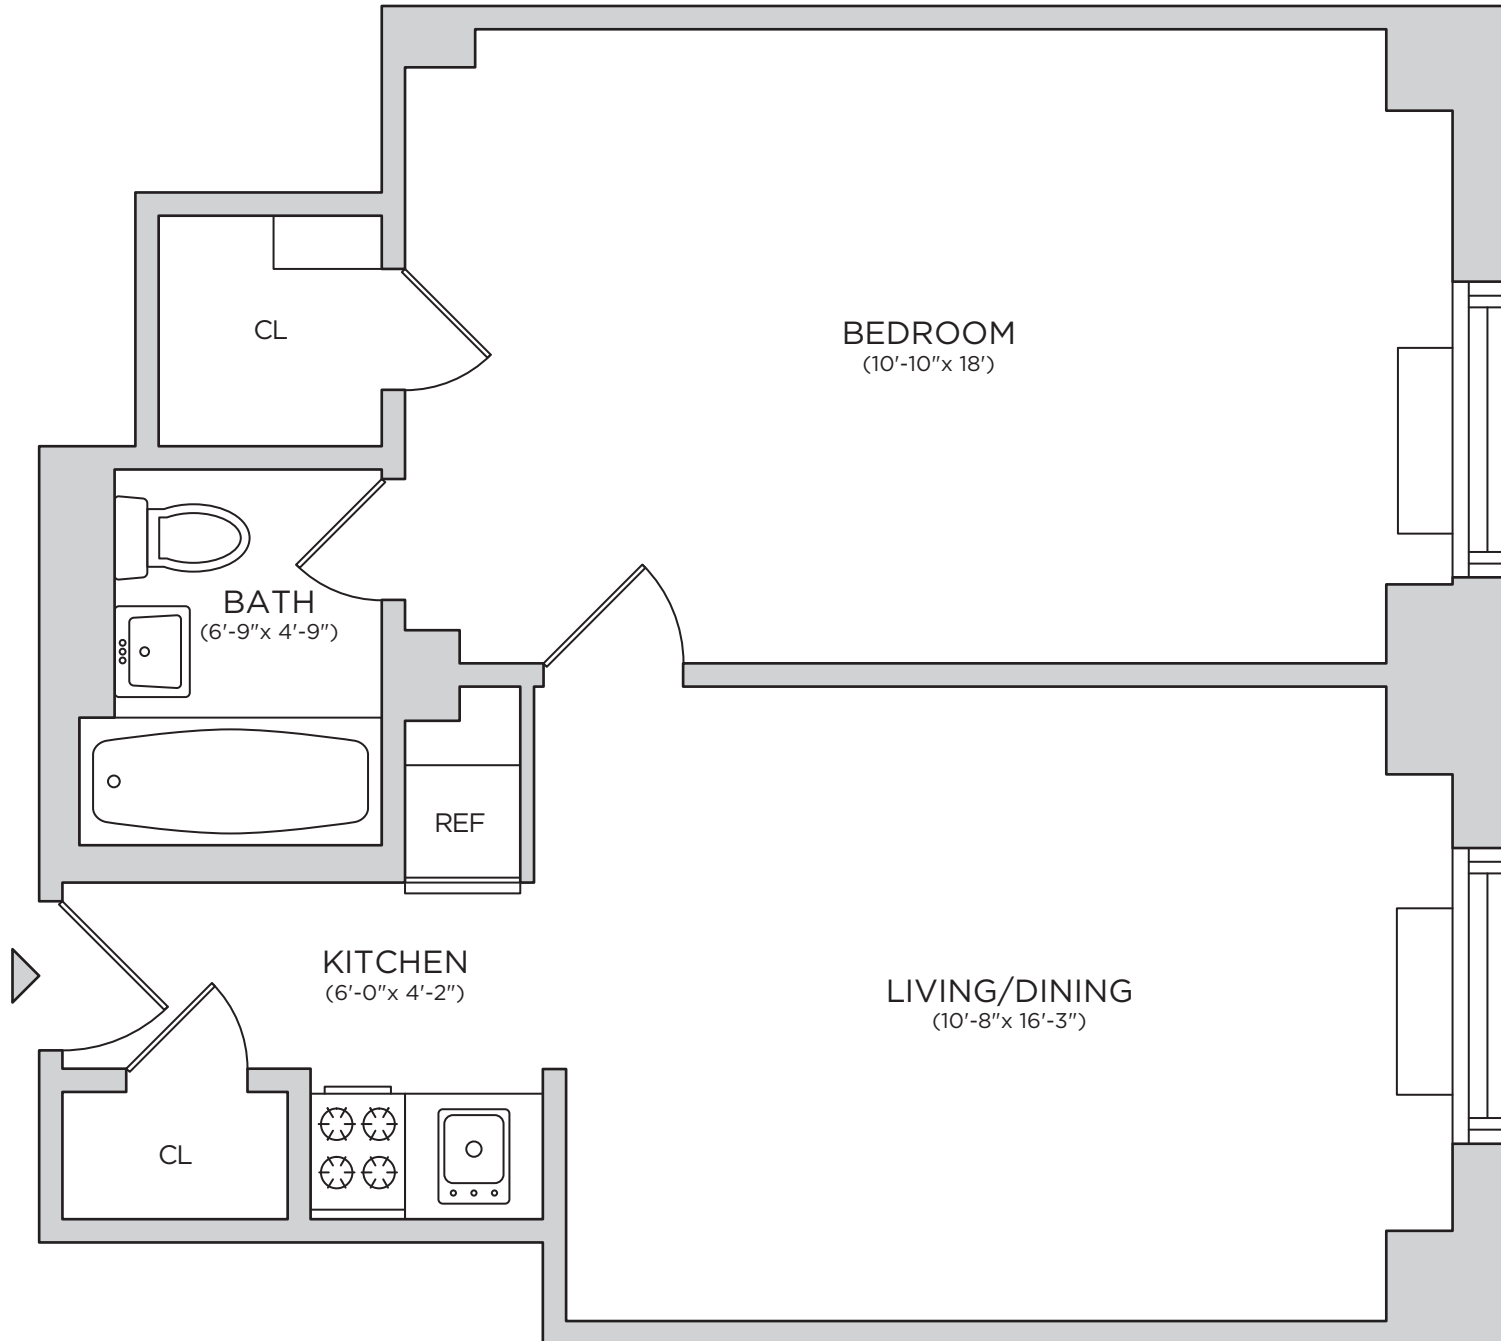 CL
BEDROOM
(10'-10"x 18')
BATH
(6'-9"x 4'-9")
REF
KITCHEN
(6'-0"x 4'-2")
LIVING/DINING
(10'-8"x 16'-3")
CL